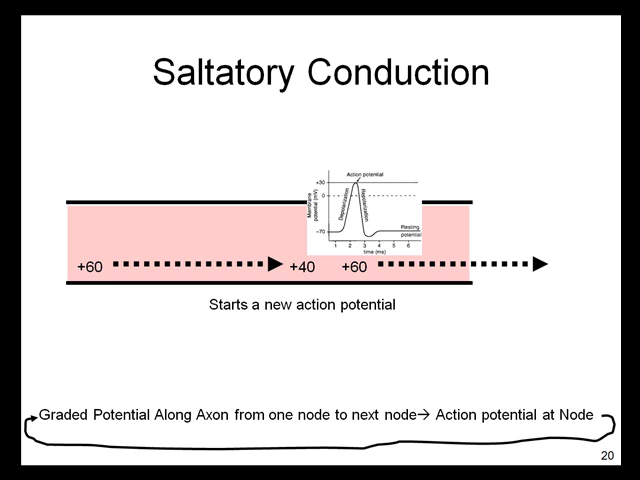 Saltatory Conduction
Action potential
+30
0
-70
Membrane
potential (mV)
Depolarization
Repolarization
Resting
potential
1 2 3 4 5 6
time (ms)
+60 +40 +60
Starts a new action potential
Graded Potential Along Axon from one node to next node→ Action potential at Node
20